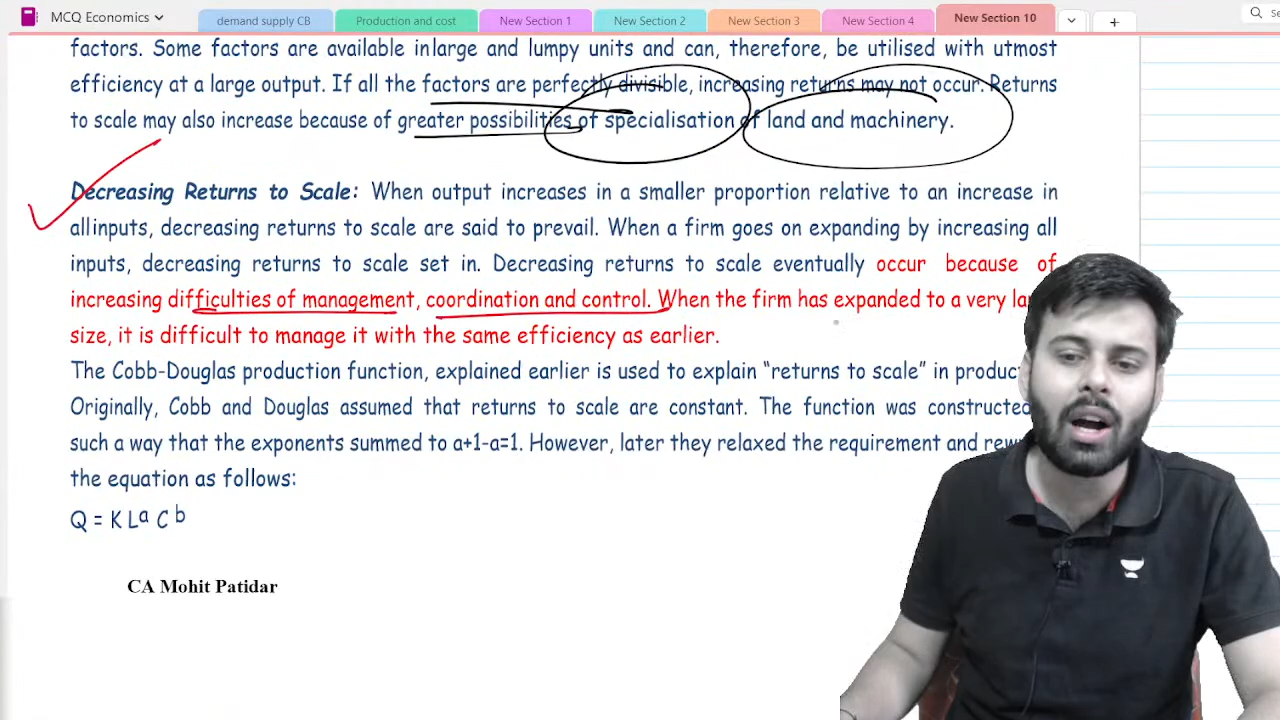 MCQ Economics
demand supply CB
Production and cost
New Section 1
New Section 2
New Section 3
New Section 4
New Section 10
+
Se
factors. Some factors are available inlarge and lumpy units and can, therefore, be utilised with utmost
efficiency at a large output. If all the factors are perfectly divisible, increasing returns may not occur. Returns
to scale may also increase because of greater possibilities of specialisation of land and machinery.
Decreasing Returns to Scale: When output increases in a smaller proportion relative to an increase in
allinputs, decreasing returns to scale are said to prevail. When a firm goes on expanding by increasing all
inputs, decreasing returns to scale set in. Decreasing returns to scale eventually occur because of
increasing difficulties of management, coordination and control. When the firm has expanded to a very
size, it is difficult to manage it with the same efficiency as earlier.
The Cobb-Douglas production function, explained earlier is used to explain “returns to scale” in
Originally, Cobb and Douglas assumed that returns to scale are constant. The function was constructed
such a way that the exponents summed to a+1-a=1. However, later they relaxed the requirement and
the equation as follows:
Q = K L^a C^b
CA Mohit Patidar